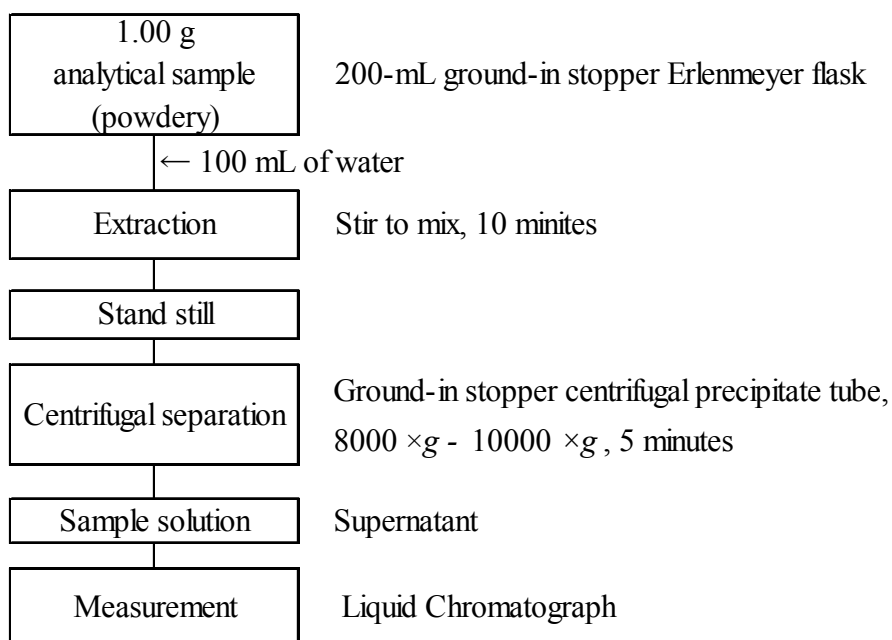 1.00 g
analytical sample
(powdery)
200-mL ground-in stopper Erlenmeyer flask
← 100 mL of water
Extraction
Stir to mix, 10 minites
Stand still
Centrifugal separation
Ground-in stopper centrifugal precipitate tube,
8000 ×g - 10000 ×g , 5 minutes
Sample solution
Supernatant
Measurement
Liquid Chromatograph